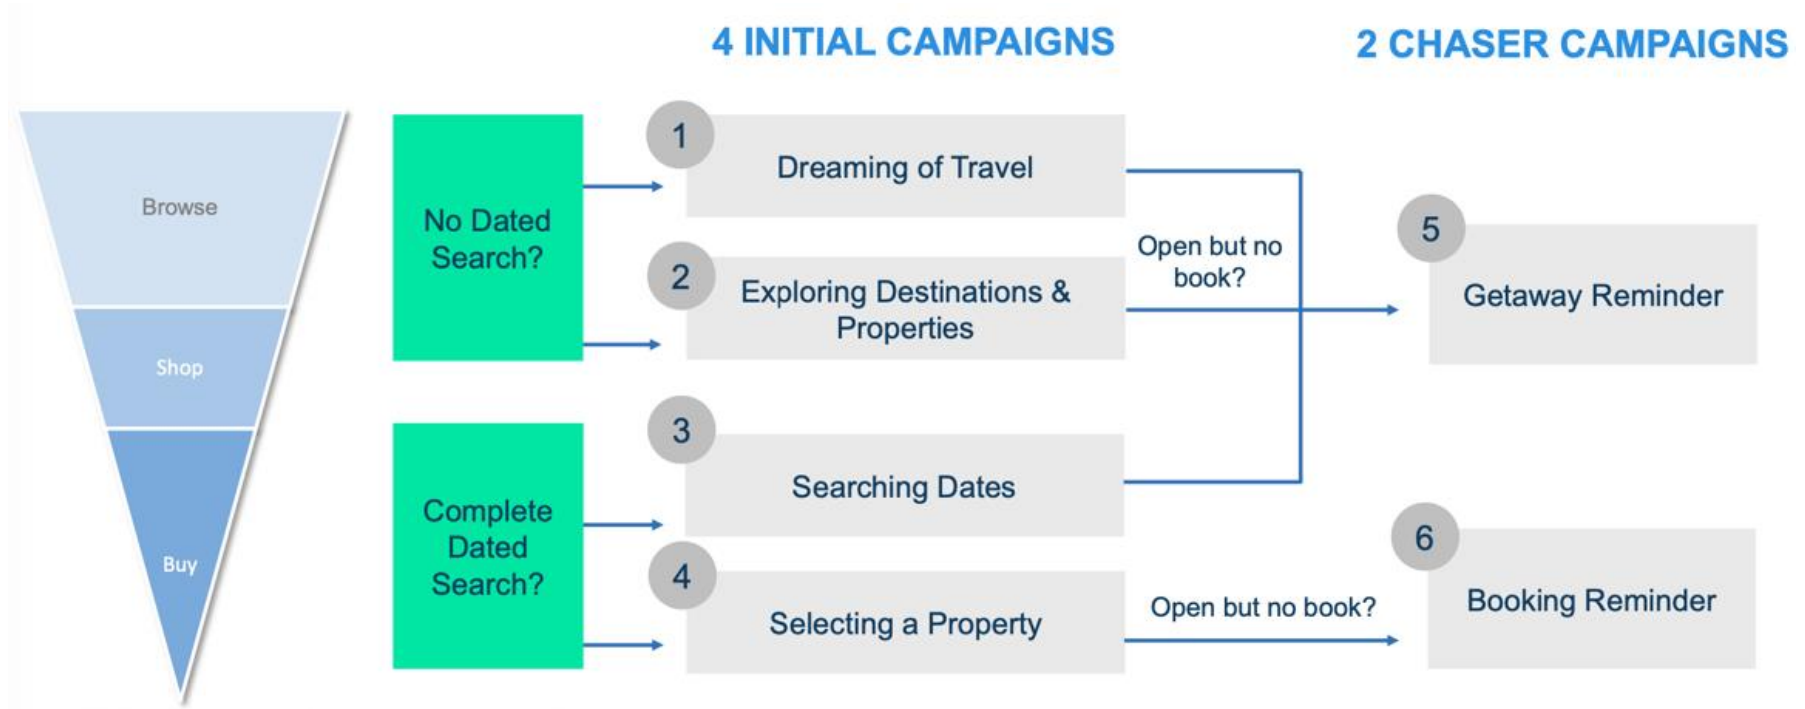 4 INITIAL CAMPAIGNS
2 CHASER CAMPAIGNS
Browse
Shop
Buy
No Dated
Search?
Complete
Dated
Search?
1
Dreaming of Travel
2
Exploring Destinations &
Properties
3
Searching Dates
4
Selecting a Property
Open but no
book?
Open but no book?
5
Getaway Reminder
6
Booking Reminder